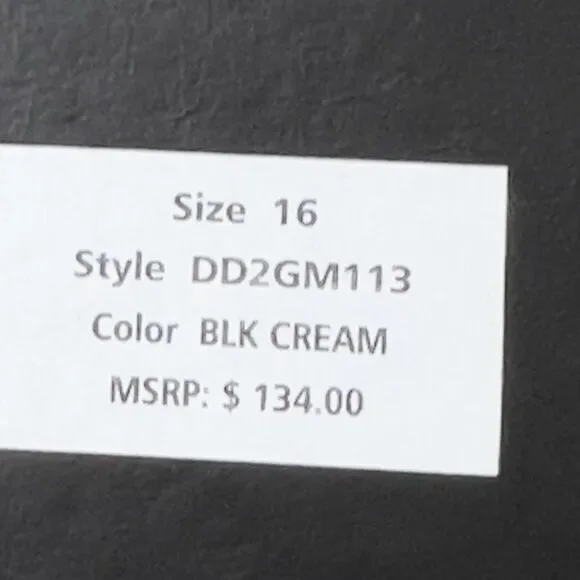 Size 16
Style DD2GM113
Color BLK CREAM
MSRP: $ 134.00